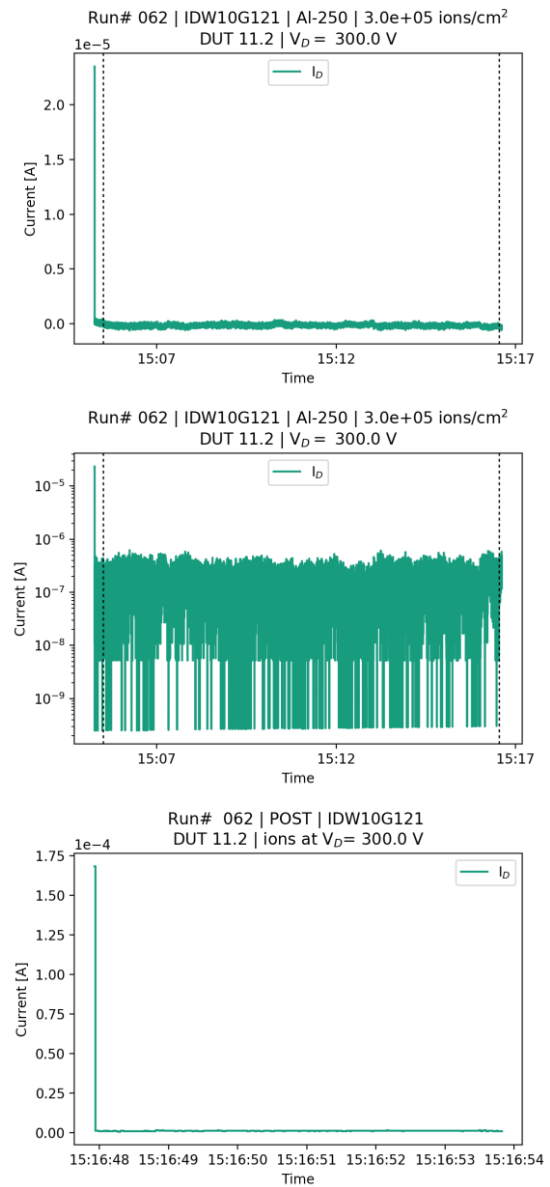 Run# 062 | IDW10G121 | Al-250 | 3.0e+05 ions/cm²
DUT 11.2 | V_D = 300.0 V
1e-5
I_D
2.0
1.5
1.0
0.5
0.0
Current [A]
15:07
15:12
15:17
Time
Run# 062 | IDW10G121 | Al-250 | 3.0e+05 ions/cm²
DUT 11.2 | V_D = 300.0 V
I_D
10⁻⁵
10⁻⁶
10⁻⁷
10⁻⁸
10⁻⁹
Current [A]
15:07
15:12
15:17
Time
Run# 062 | POST | IDW10G121
DUT 11.2 | ions at V_D= 300.0 V
1e-4
I_D
1.75
1.50
1.25
1.00
0.75
0.50
0.25
0.00
Current [A]
15:16:48
15:16:49
15:16:50
15:16:51
15:16:52
15:16:53
15:16:54
Time